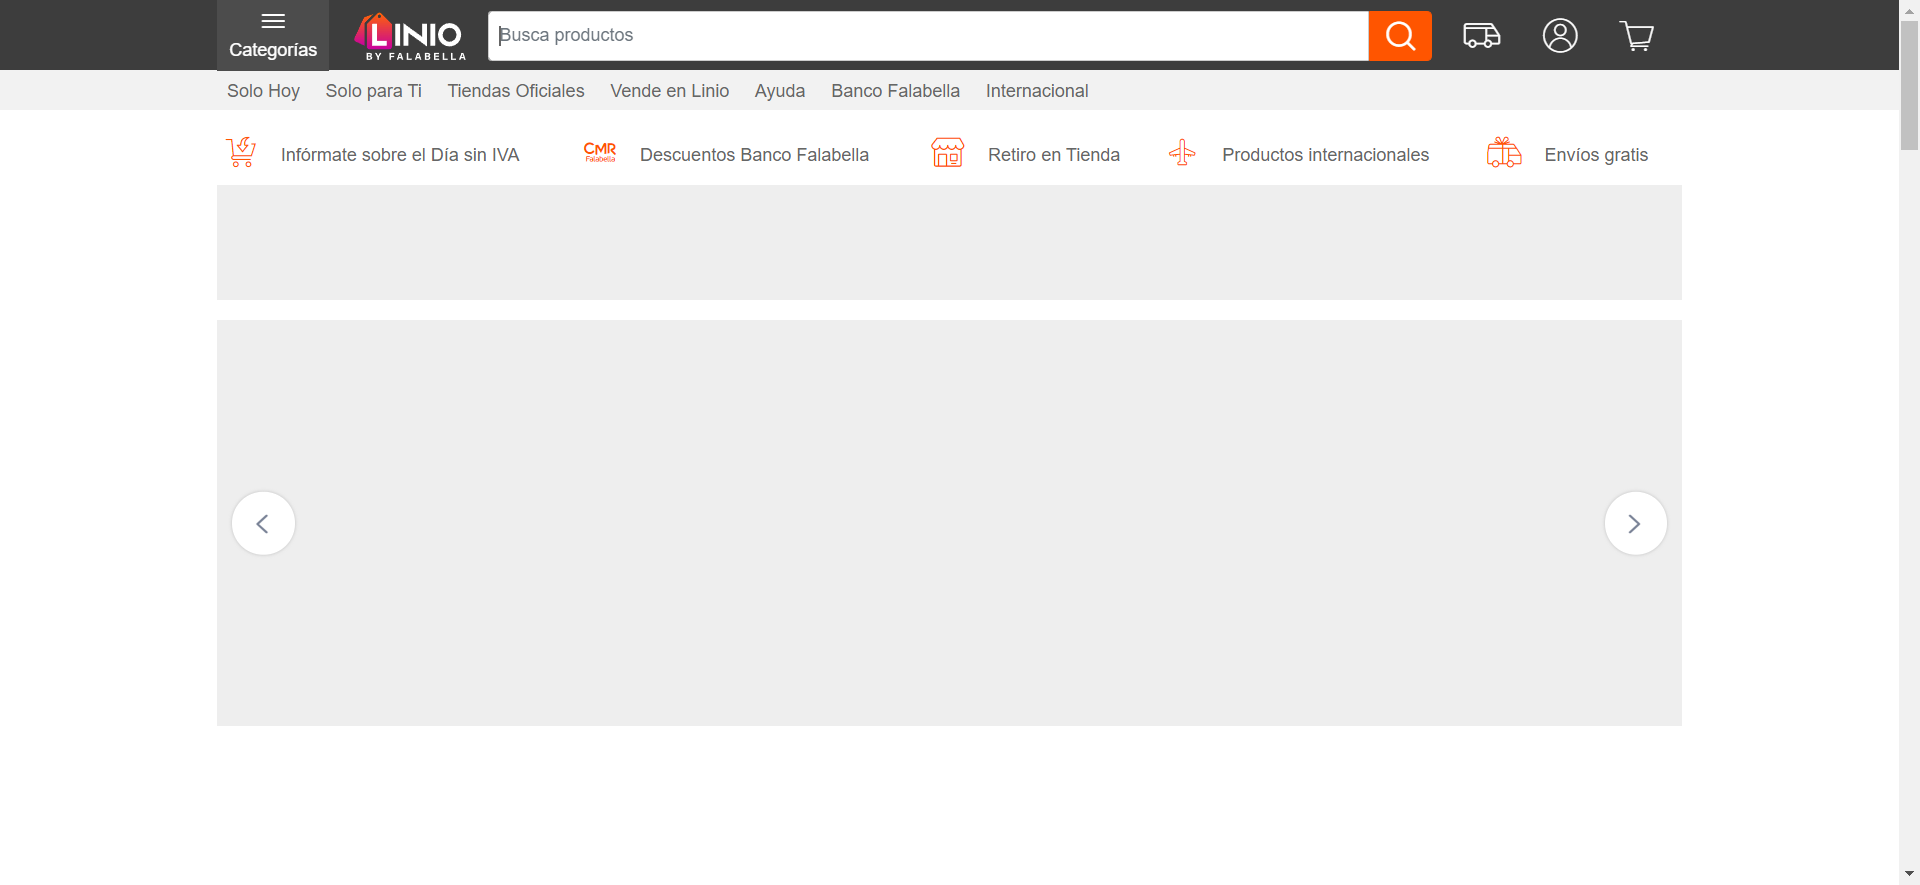 Categorías
LINIO
BY FALABELLA
Busca productos
Solo Hoy Solo para Ti Tiendas Oficiales Vende en Linio Ayuda Banco Falabella Internacional
Infórmate sobre el Día sin IVA CMR Falabella Descuentos Banco Falabella Retiro en Tienda Productos internacionales Envíos gratis